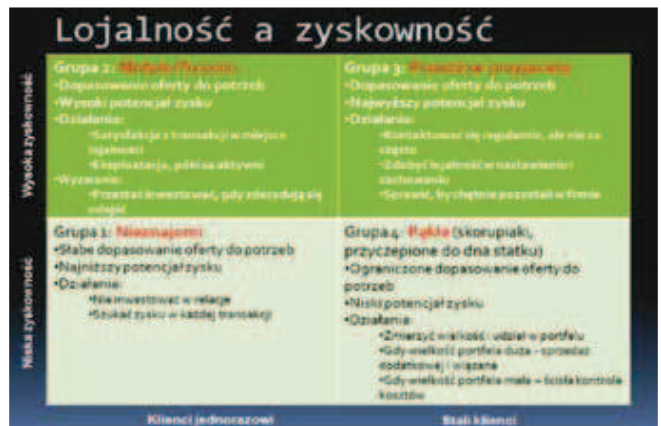 Lojalność a zyskowność
Wysoka zyskowność
Grupa 2: Motyle
•Dopasowanie oferty do potrzeb
•Wysoki potencjał zysku
•Działania:
•Satysfakcja z transakcji w miejsce
lojalności
•Eksploatacja, póki są aktywni
•Wyzwanie:
•Przestać inwestować, gdy zdecydują się
odejść
Grupa 3: Prawdziwi przyjaciele
•Dopasowanie oferty do potrzeb
•Najwyższy potencjał zysku
•Działania:
•Kontaktować się regularnie, ale nie za
często
•Zdobyć lojalność w nastawieniu i
zachowaniu
•Sprawić, by chętnie pozostali w firmie
Niska zyskowność
Grupa 1: Nieznajomi
•Słabe dopasowanie oferty do potrzeb
•Najniższy potencjał zysku
•Działania:
•Nie inwestować w relacje
•Szukać zysku w każdej transakcji
Grupa 4: Pąkle (skorupiaki,
przyczepione do dna statku)
•Ograniczone dopasowanie oferty do
potrzeb
•Niski potencjał zysku
•Działania:
•Zmierzyć wielkość i udział w portfelu
•Gdy wielkość portfela duża - sprzedaż
dodatkowej i wiązana
•Gdy wielkość portfela mała – ścisła kontrola
kosztów
Klienci jednorazowi
Stali klienci